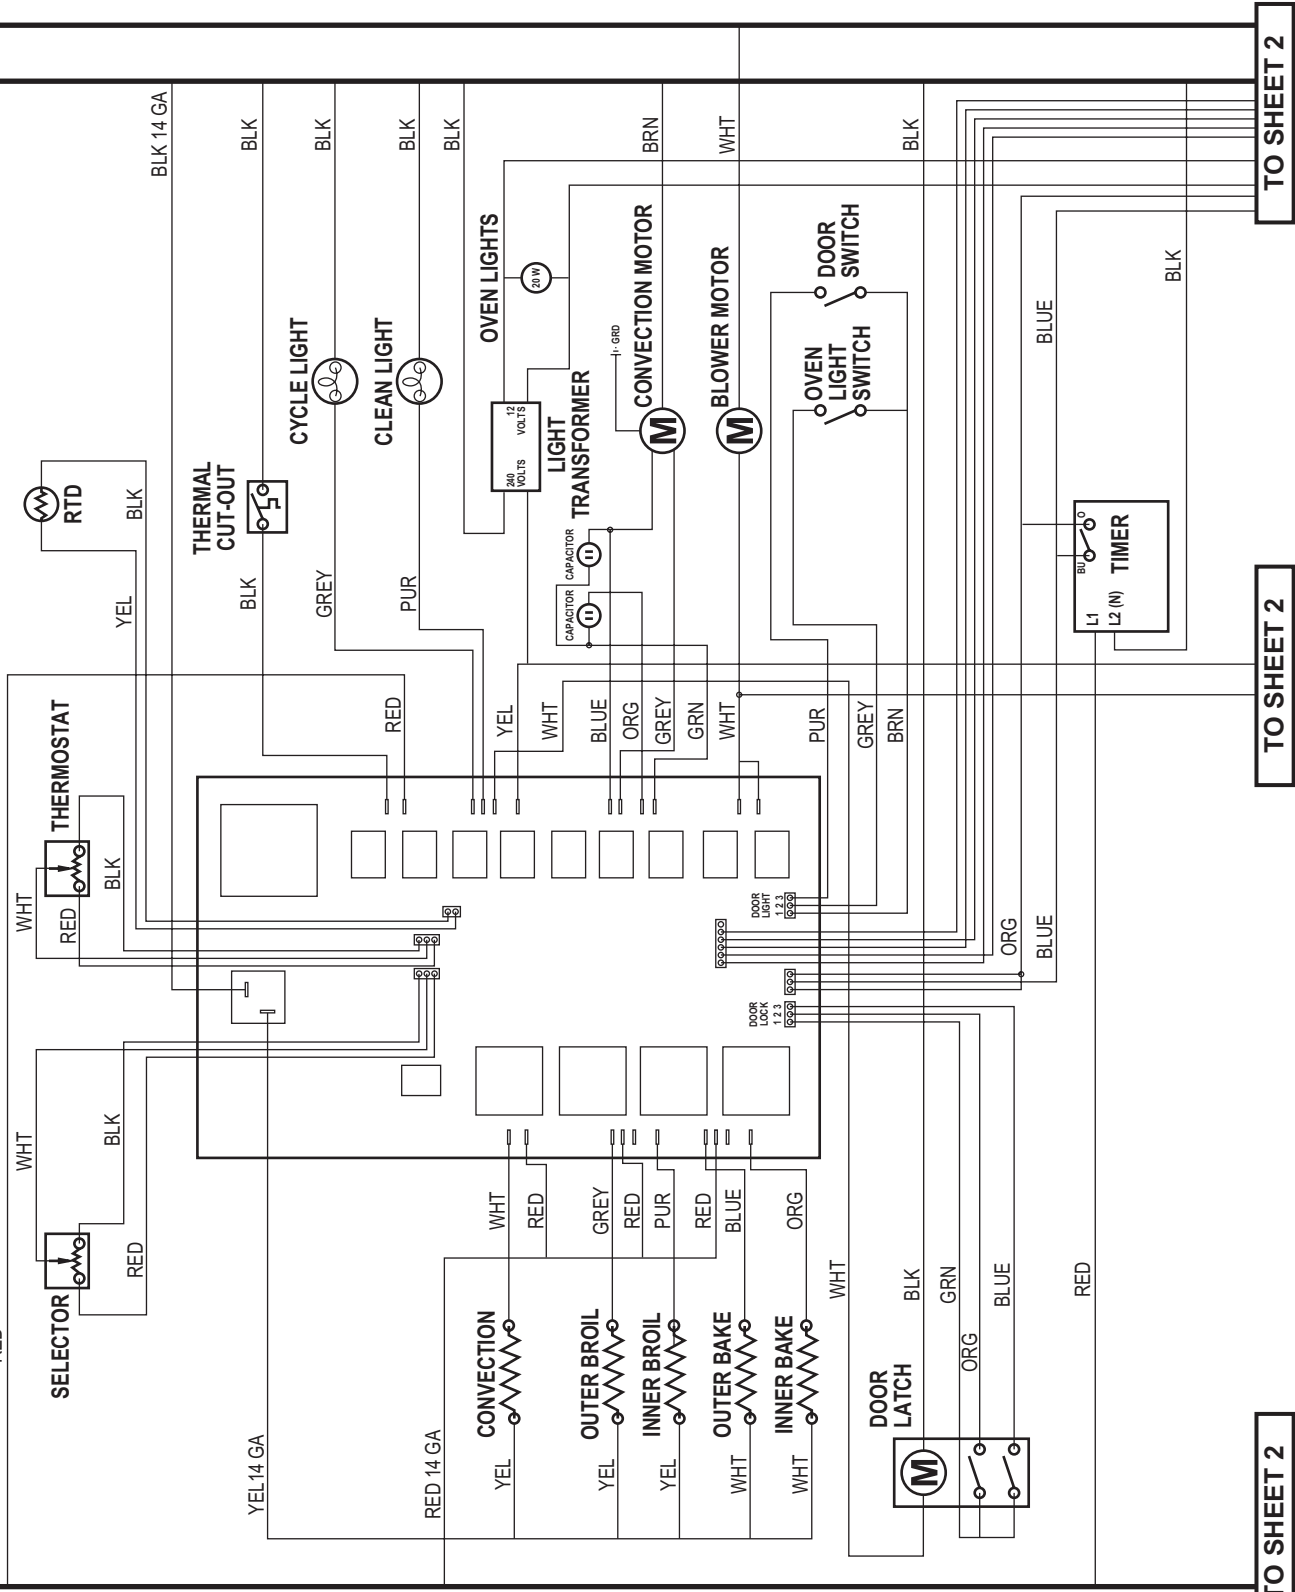 TO SHEET 2
TO SHEET 2
TO SHEET 2
BLK 14 GA
BLK
BLK
BLK
BLK
BRN
WHT
BLK
OVEN LIGHTS
20 W
CONVECTION MOTOR
GRD
BLOWER MOTOR
DOOR
SWITCH
OVEN
LIGHT
SWITCH
BLUE
BLK
RTD
BLK
YEL
THERMAL
CUT-OUT
BLK
CYCLE LIGHT
GREY
CLEAN LIGHT
PUR
240
VOLTS
12
VOLTS
LIGHT
TRANSFORMER
CAPACITOR
CAPACITOR
M
M
BU
O
TIMER
L1
L2 (N)
THERMOSTAT
WHT
RED
BLK
RED
YEL
WHT
BLUE
ORG
GREY
GRN
WHT
PUR
GREY
BRN
DOOR
LIGHT
1 2 3
DOOR
LOCK
1 2 3
ORG
BLUE
WHT
BLK
RED
SELECTOR
YEL 14 GA
RED 14 GA
WHT
RED
GREY
RED
PUR
RED
BLUE
ORG
WHT
BLK
GRN
ORG
BLUE
RED
CONVECTION
OUTER BROIL
INNER BROIL
OUTER BAKE
INNER BAKE
YEL
YEL
YEL
WHT
WHT
DOOR
LATCH
M